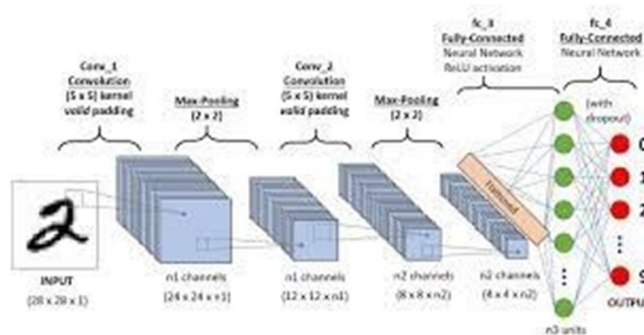 fc_3
Fully-Connected
Neural Network
ReLU activation
fc_4
Fully-Connected
Neural Network
Conv_1
Convolution
(5 x 5) kernel
valid padding
Max-Pooling
(2 x 2)
Conv_2
Convolution
(5 x 5) kernel
valid padding
Max-Pooling
(2 x 2)
(with
dropout)
2
Flattened
0
1
2
9
INPUT
(28 x 28 x 1)
n1 channels
(24 x 24 x n1)
n1 channels
(12 x 12 x n1)
n2 channels
(8 x 8 x n2)
n2 channels
(4 x 4 x n2)
OUTPU
n3 units